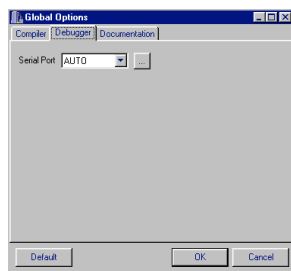 Global Options
Compiler Debugger Documentation
Serial Port AUTO ...
Default OK Cancel